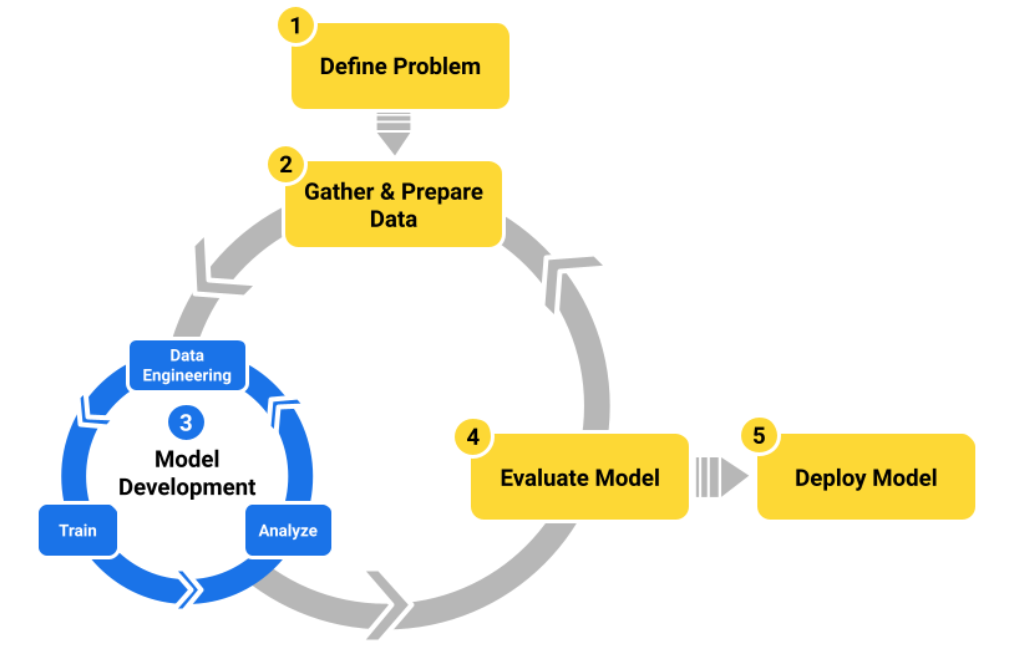 1
Define Problem
2
Gather & Prepare
Data
Data
Engineering
3
Model
Development
Train
Analyze
4
Evaluate Model
5
Deploy Model